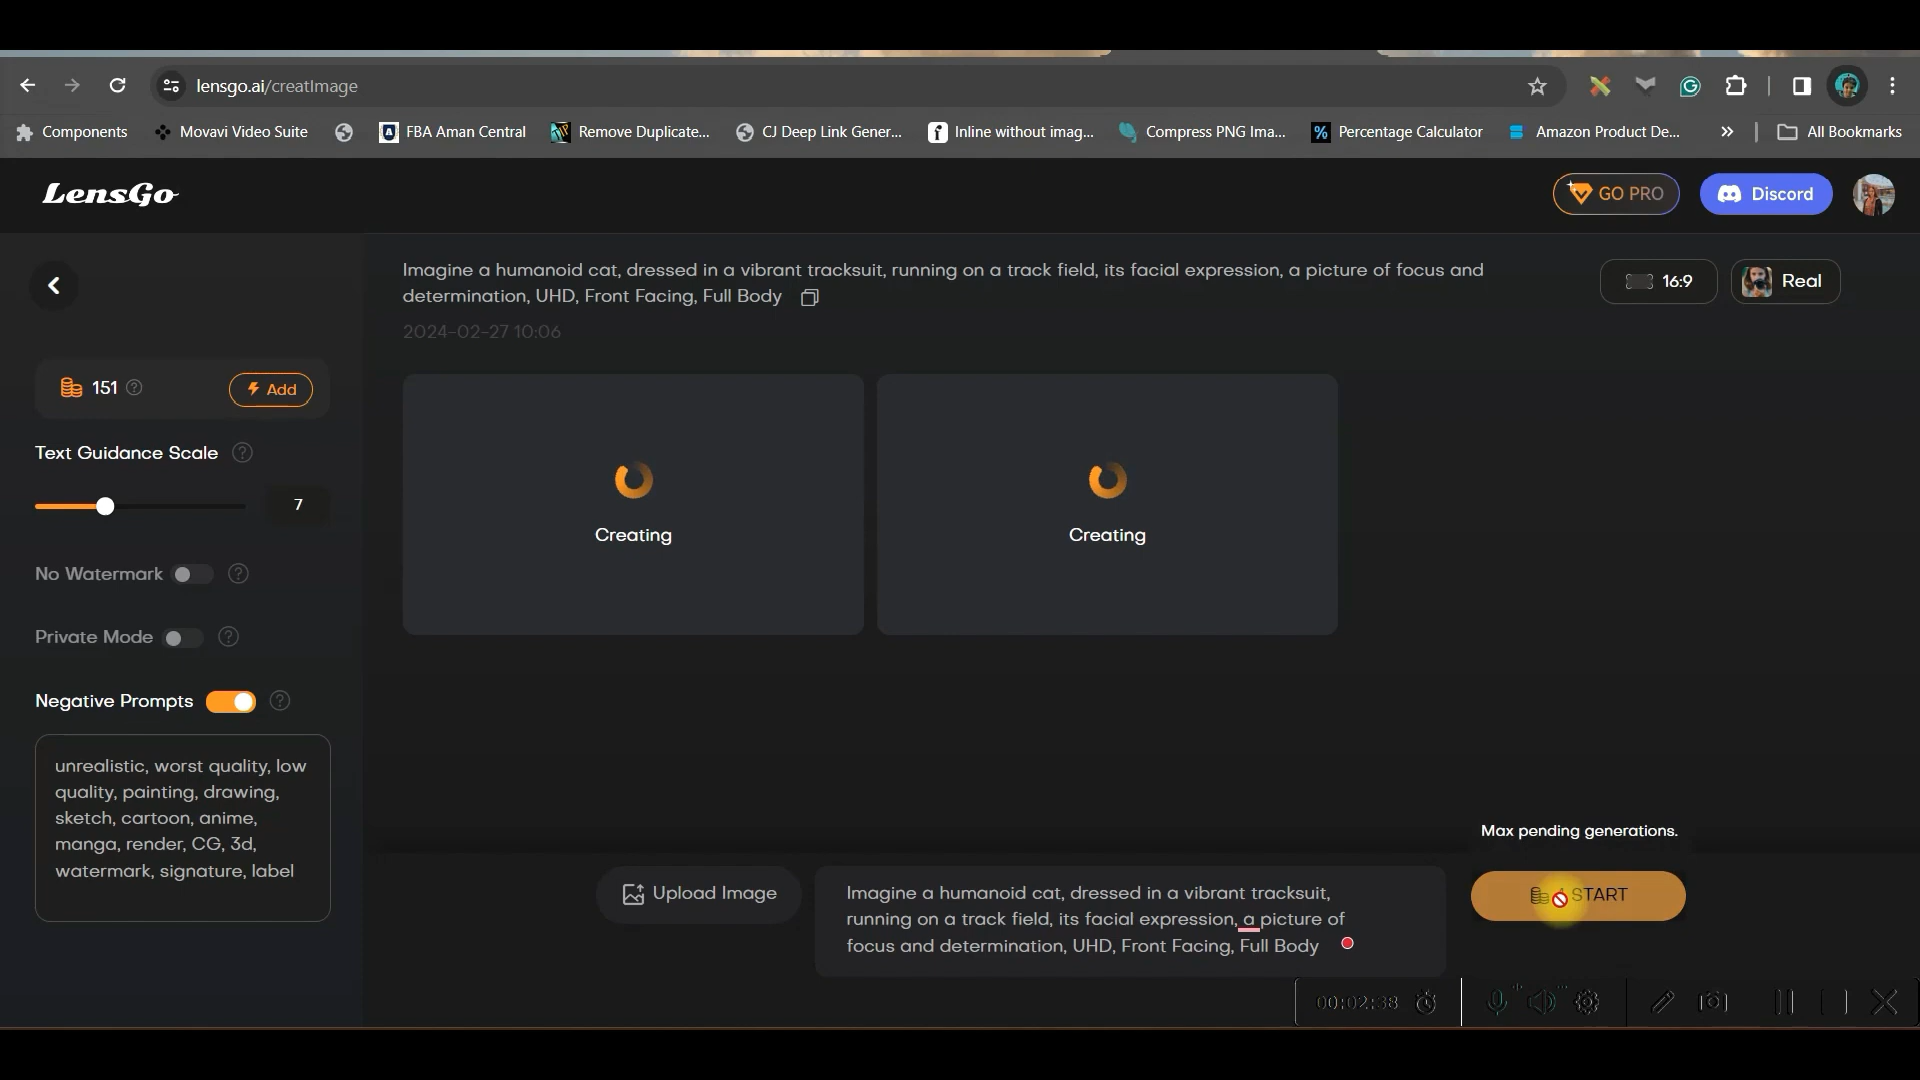 lensgo.ai/creatImage
Components
Movavi Video Suite
FBA Aman Central
Remove Duplicate...
CJ Deep Link Gener...
Inline without imag...
Compress PNG Ima...
Percentage Calculator
Amazon Product De...
All Bookmarks
LensGo
GO PRO
Discord
Imagine a humanoid cat, dressed in a vibrant tracksuit, running on a track field, its facial expression, a picture of focus and
determination, UHD, Front Facing, Full Body
16:9
Real
2024-02-27 10:06
151
Add
Text Guidance Scale
7
Creating
Creating
No Watermark
Private Mode
Negative Prompts
unrealistic, worst quality, low
quality, painting, drawing,
sketch, cartoon, anime,
manga, render, CG, 3d,
watermark, signature, label
Max pending generations.
Upload Image
Imagine a humanoid cat, dressed in a vibrant tracksuit,
running on a track field, its facial expression, a picture of
focus and determination, UHD, Front Facing, Full Body
START
00:02:38